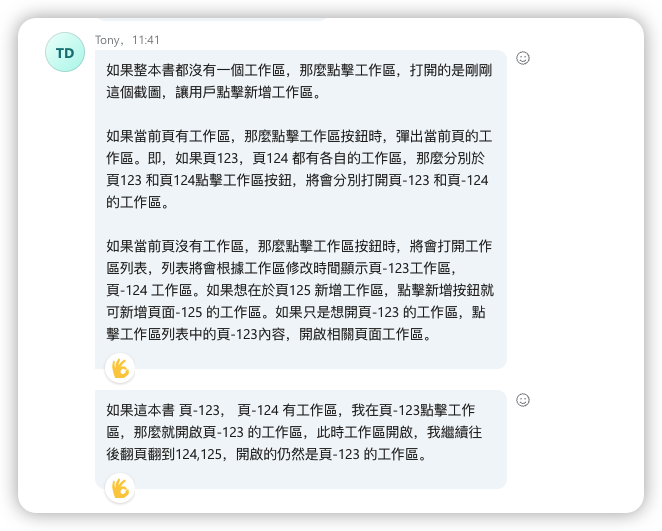 Tony，11:41
TD
如果整本書都沒有一個工作區，那麼點擊工作區，打開的是剛剛
這個截圖，讓用戶點擊新增工作區。
如果當前頁有工作區，那麼點擊工作區按鈕時，彈出當前頁的工
作區。即，如果頁123，頁124 都有各自的工作區，那麼分別於
頁123 和頁124點擊工作區按鈕，將會分別打開頁-123 和頁-124
的工作區。
如果當前頁沒有工作區，那麼點擊工作區按鈕時，將會打開工作
區列表，列表將會根據工作區修改時間顯示頁-123工作區，
頁-124 工作區。如果想在於頁125 新增工作區，點擊新增按鈕就
可新增頁面-125 的工作區。如果只是想開頁-123 的工作區，點
擊工作區列表中的頁-123內容，開啟相關頁面工作區。
如果這本書 頁-123， 頁-124 有工作區，我在頁-123點擊工作
區，那麼就開啟頁-123 的工作區，此時工作區開啟，我繼續往
後翻頁翻到124,125，開啟的仍然是頁-123 的工作區。